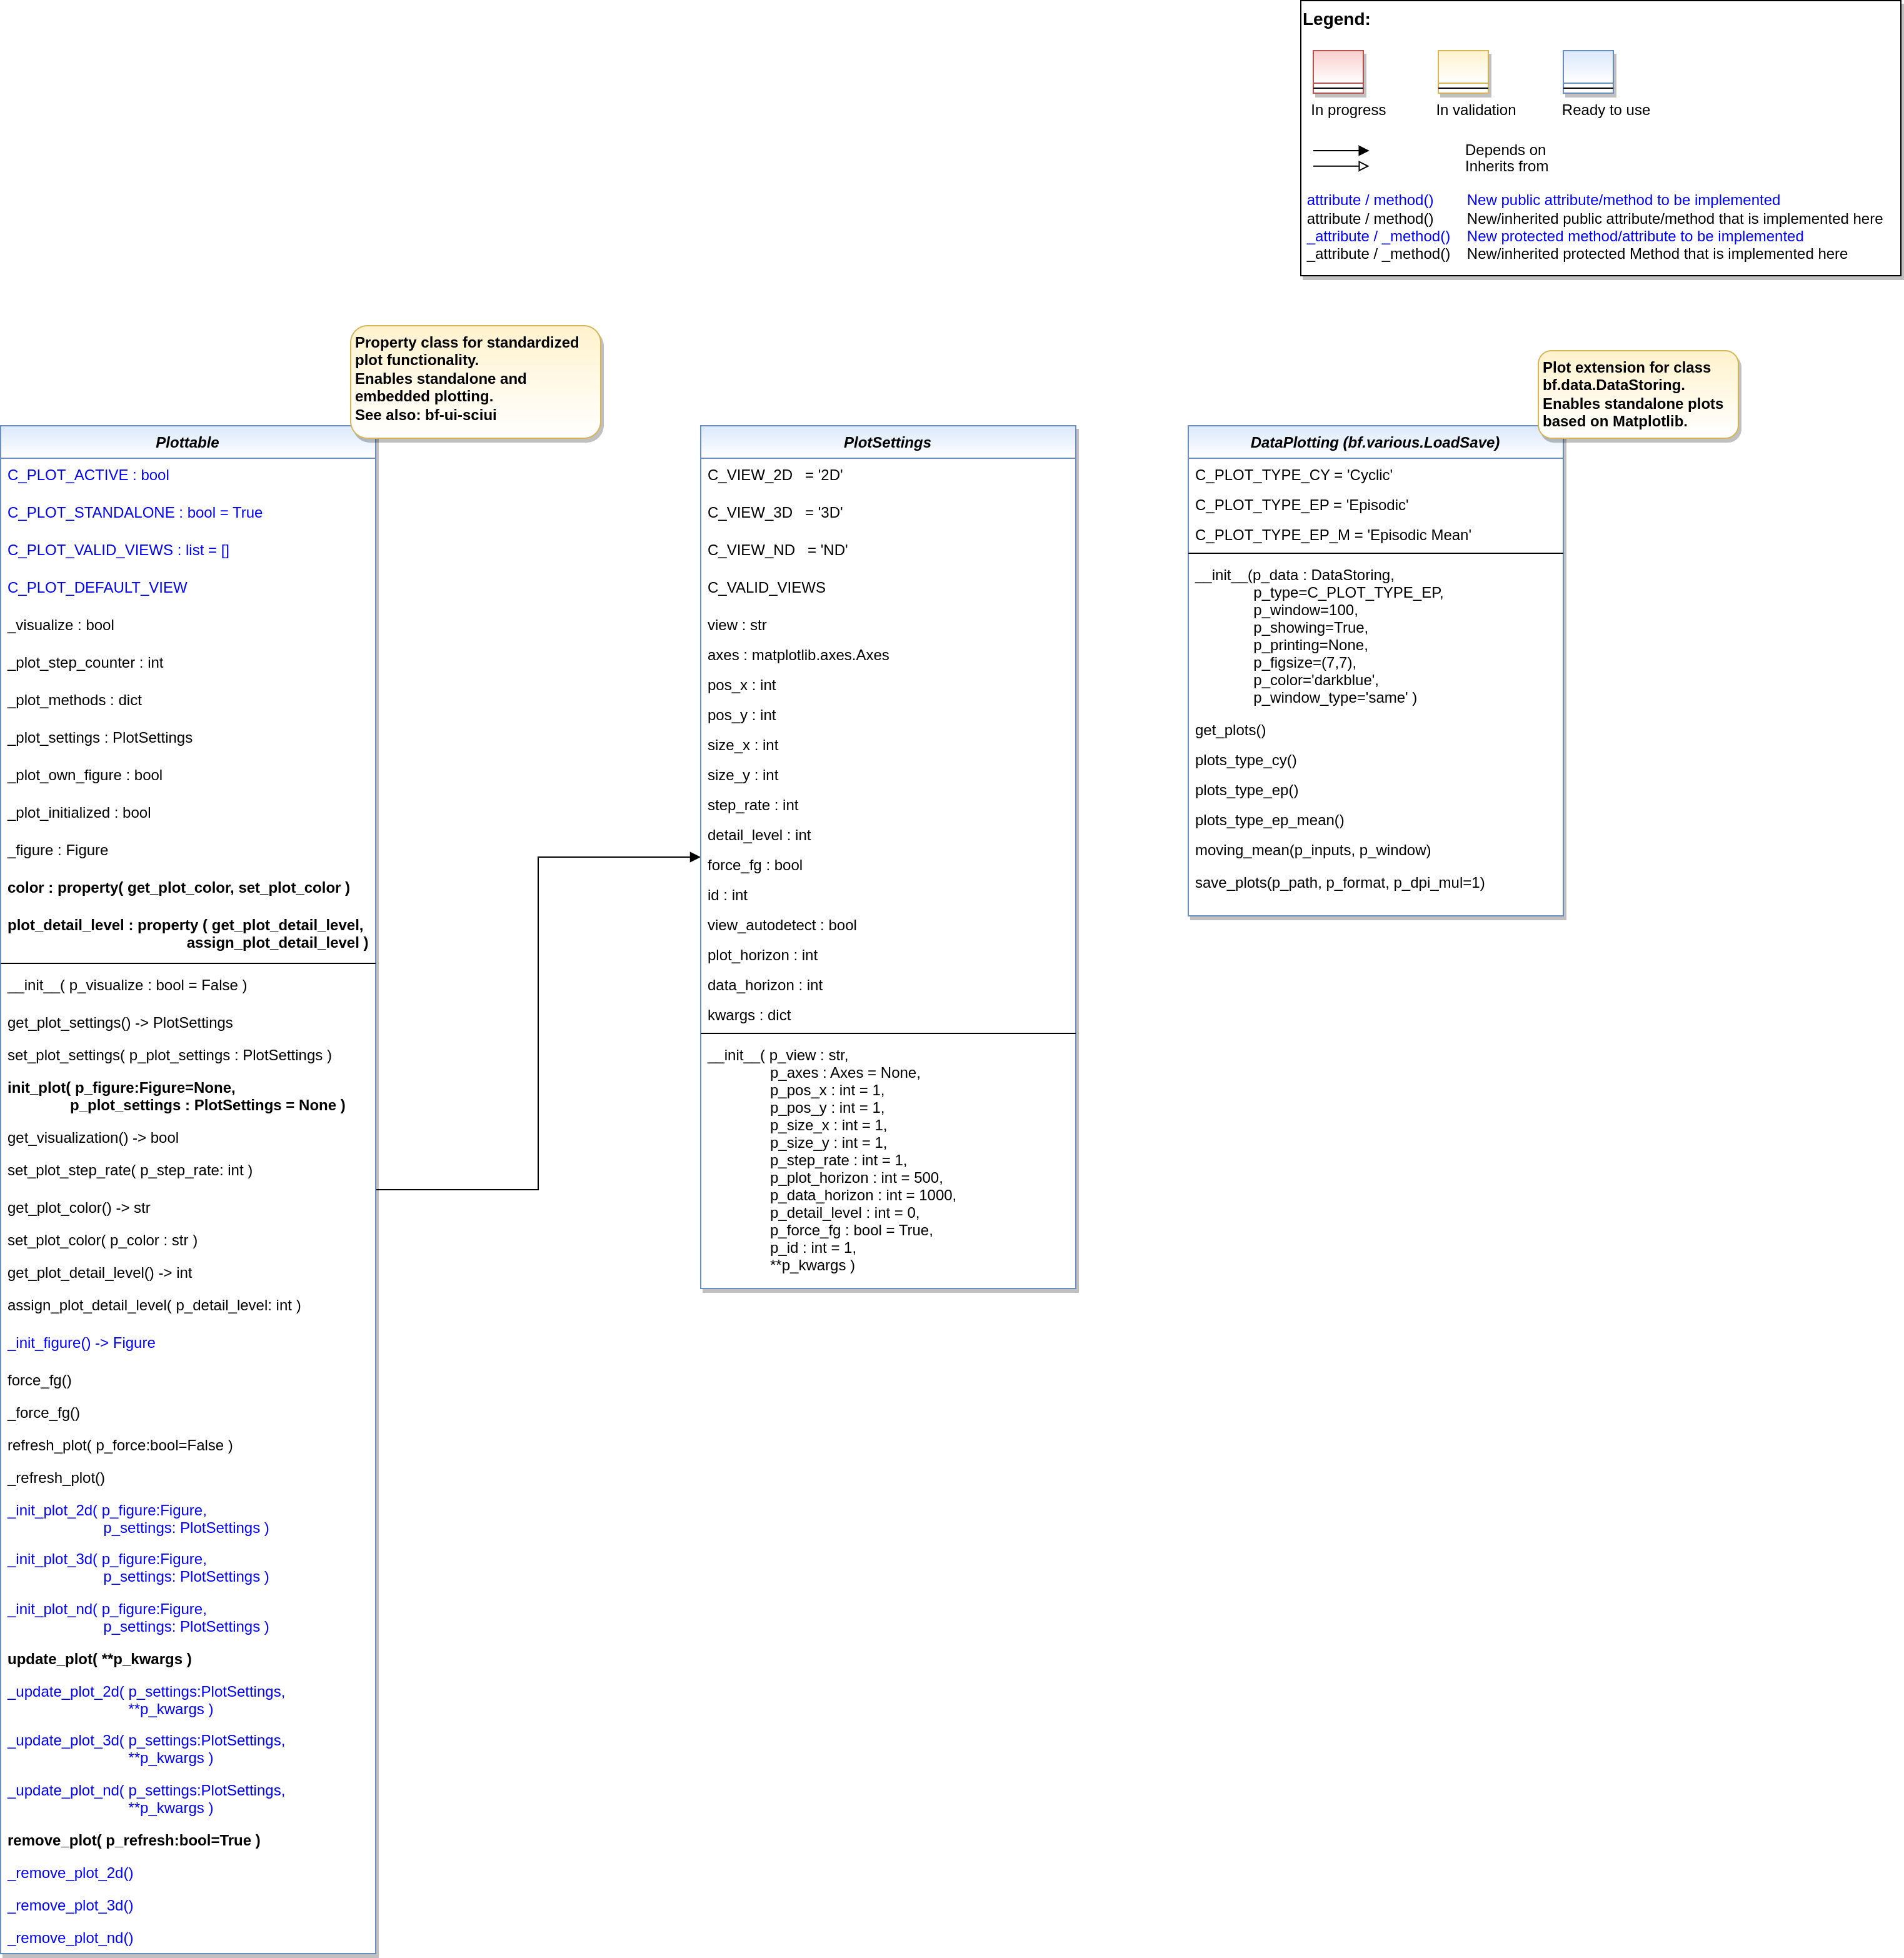 Legend:
In progress
In validation
Ready to use
Depends on
Inherits from
attribute / method() New public attribute/method to be implemented
attribute / method() New/inherited public attribute/method that is implemented here
_attribute / _method() New protected method/attribute to be implemented
_attribute / _method() New/inherited protected Method that is implemented here
Property class for standardized
plot functionality.
Enables standalone and
embedded plotting.
See also: bf-ui-sciui
Plottable
C_PLOT_ACTIVE : bool
C_PLOT_STANDALONE : bool = True
C_PLOT_VALID_VIEWS : list = []
C_PLOT_DEFAULT_VIEW
_visualize : bool
_plot_step_counter : int
_plot_methods : dict
_plot_settings : PlotSettings
_plot_own_figure : bool
_plot_initialized : bool
_figure : Figure
color : property( get_plot_color, set_plot_color )
plot_detail_level : property ( get_plot_detail_level,
assign_plot_detail_level )
__init__( p_visualize : bool = False )
get_plot_settings() -> PlotSettings
set_plot_settings( p_plot_settings : PlotSettings )
init_plot( p_figure:Figure=None,
p_plot_settings : PlotSettings = None )
get_visualization() -> bool
set_plot_step_rate( p_step_rate: int )
get_plot_color() -> str
set_plot_color( p_color : str )
get_plot_detail_level() -> int
assign_plot_detail_level( p_detail_level: int )
_init_figure() -> Figure
force_fg()
_force_fg()
refresh_plot( p_force:bool=False )
_refresh_plot()
_init_plot_2d( p_figure:Figure,
p_settings: PlotSettings )
_init_plot_3d( p_figure:Figure,
p_settings: PlotSettings )
_init_plot_nd( p_figure:Figure,
p_settings: PlotSettings )
update_plot( **p_kwargs )
_update_plot_2d( p_settings:PlotSettings,
**p_kwargs )
_update_plot_3d( p_settings:PlotSettings,
**p_kwargs )
_update_plot_nd( p_settings:PlotSettings,
**p_kwargs )
remove_plot( p_refresh:bool=True )
_remove_plot_2d()
_remove_plot_3d()
_remove_plot_nd()
PlotSettings
C_VIEW_2D = '2D'
C_VIEW_3D = '3D'
C_VIEW_ND = 'ND'
C_VALID_VIEWS
view : str
axes : matplotlib.axes.Axes
pos_x : int
pos_y : int
size_x : int
size_y : int
step_rate : int
detail_level : int
force_fg : bool
id : int
view_autodetect : bool
plot_horizon : int
data_horizon : int
kwargs : dict
__init__( p_view : str,
p_axes : Axes = None,
p_pos_x : int = 1,
p_pos_y : int = 1,
p_size_x : int = 1,
p_size_y : int = 1,
p_step_rate : int = 1,
p_plot_horizon : int = 500,
p_data_horizon : int = 1000,
p_detail_level : int = 0,
p_force_fg : bool = True,
p_id : int = 1,
**p_kwargs )
Plot extension for class
bf.data.DataStoring.
Enables standalone plots
based on Matplotlib.
DataPlotting (bf.various.LoadSave)
C_PLOT_TYPE_CY = 'Cyclic'
C_PLOT_TYPE_EP = 'Episodic'
C_PLOT_TYPE_EP_M = 'Episodic Mean'
__init__(p_data : DataStoring,
p_type=C_PLOT_TYPE_EP,
p_window=100,
p_showing=True,
p_printing=None,
p_figsize=(7,7),
p_color='darkblue',
p_window_type='same' )
get_plots()
plots_type_cy()
plots_type_ep()
plots_type_ep_mean()
moving_mean(p_inputs, p_window)
save_plots(p_path, p_format, p_dpi_mul=1)